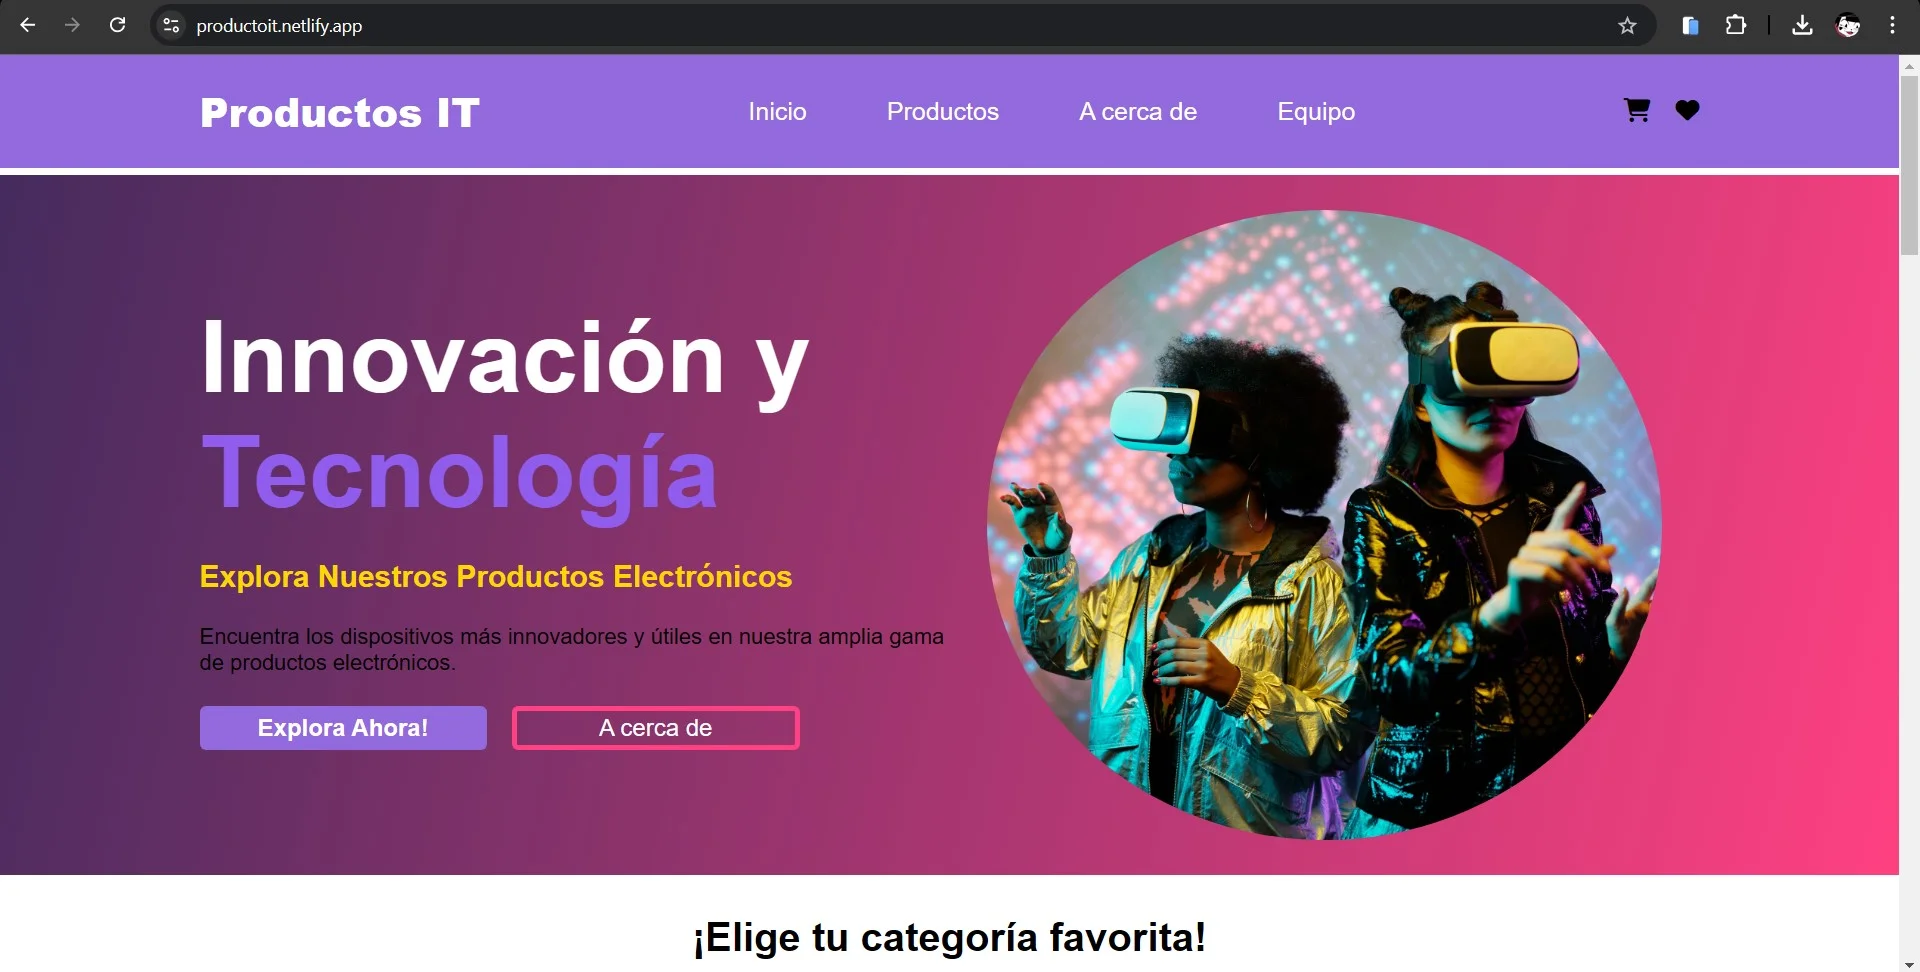 productoit.netlify.app
Productos IT
Inicio
Productos
A cerca de
Equipo
Innovación y
Tecnología
Explora Nuestros Productos Electrónicos
Encuentra los dispositivos más innovadores y útiles en nuestra amplia gama
de productos electrónicos.
Explora Ahora!
A cerca de
¡Elige tu categoría favorita!